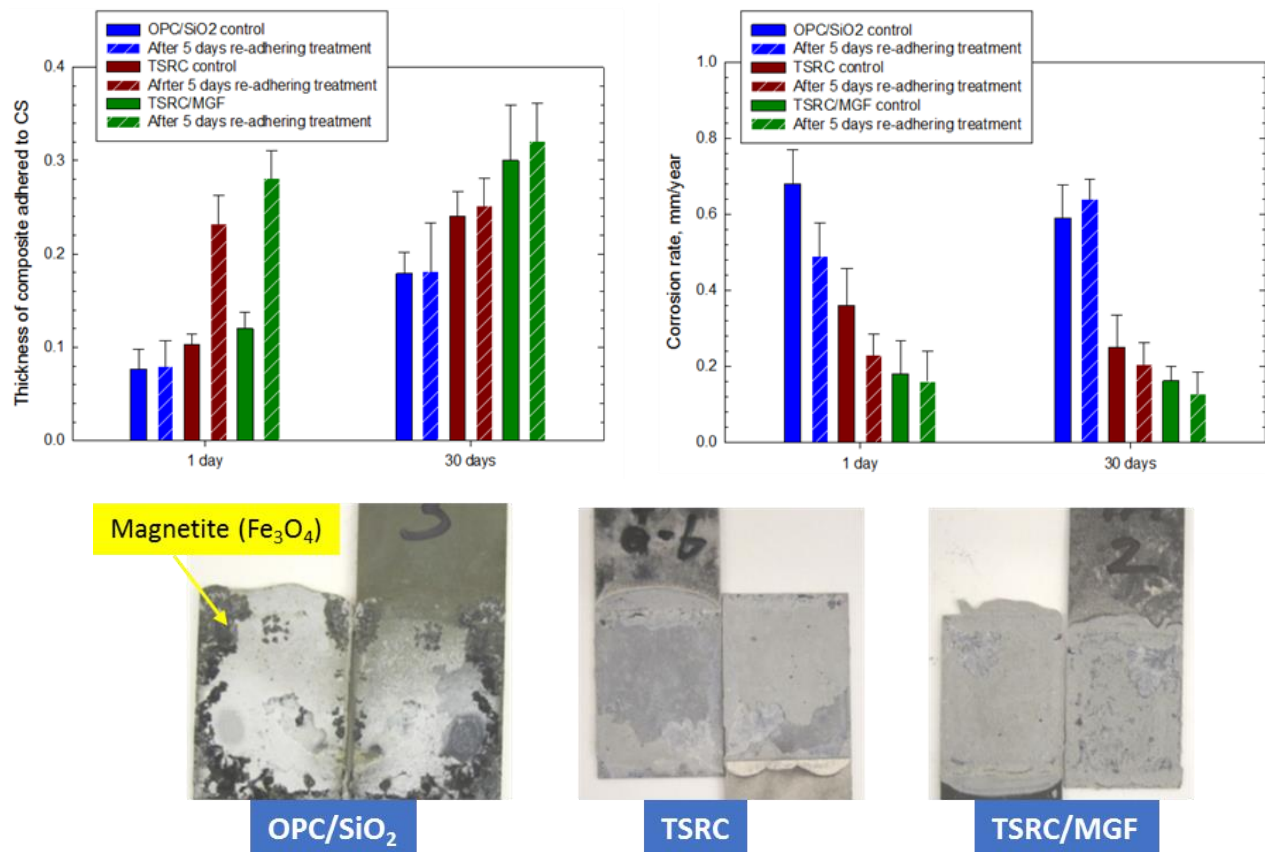 OPC/SiO2 control
After 5 days re-adhering treatment
TSRC control
Afrter 5 days re-adhering treatment
TSRC/MGF control
After 5 days re-adhering treatment
0.4
0.3
0.2
0.1
0.0
Thickness of composite adhered to CS
1 day
30 days
OPC/SiO2 control
After 5 days re-adhering treatment
TSRC control
After 5 days re-adhering treatment
TSRC/MGF control
After 5 days re-adhering treatment
1.0
0.8
0.6
0.4
0.2
0.0
Corrosion rate, mm/year
1 day
30 days
Magnetite (Fe₃O₄)
3
2
OPC/SiO₂
TSRC
TSRC/MGF